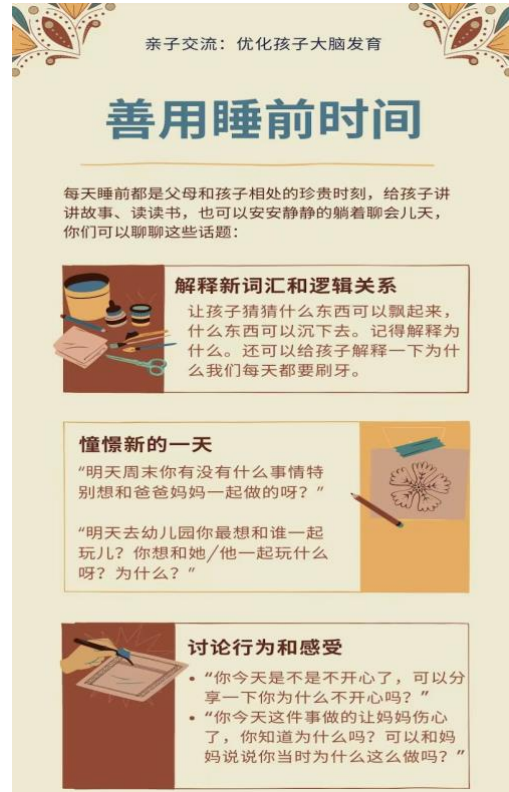 亲子交流：优化孩子大脑发育
善用睡前时间
每天睡前都是父母和孩子相处的珍贵时刻，给孩子讲
讲故事、读读书，也可以安安静静的躺着聊会儿天，
你们可以聊聊这些话题：
解释新词汇和逻辑关系
让孩子猜猜什么东西可以飘起来，
什么东西可以沉下去。记得解释为
什么。还可以给孩子解释一下为什
么我们每天都要刷牙。
憧憬新的一天
“明天周末你有没有什么事情特
别想和爸爸妈妈一起做的呀？”
“明天去幼儿园你最想和谁一起
玩儿？你想和她/他一起玩什么
呀？为什么？”
讨论行为和感受
• “你今天是不是不开心了，可以分
享一下你为什么不开心吗？”
• “你今天这件事做的让妈妈伤心
了，你知道为什么吗？可以和妈
妈说说你当时为什么这么做吗？”